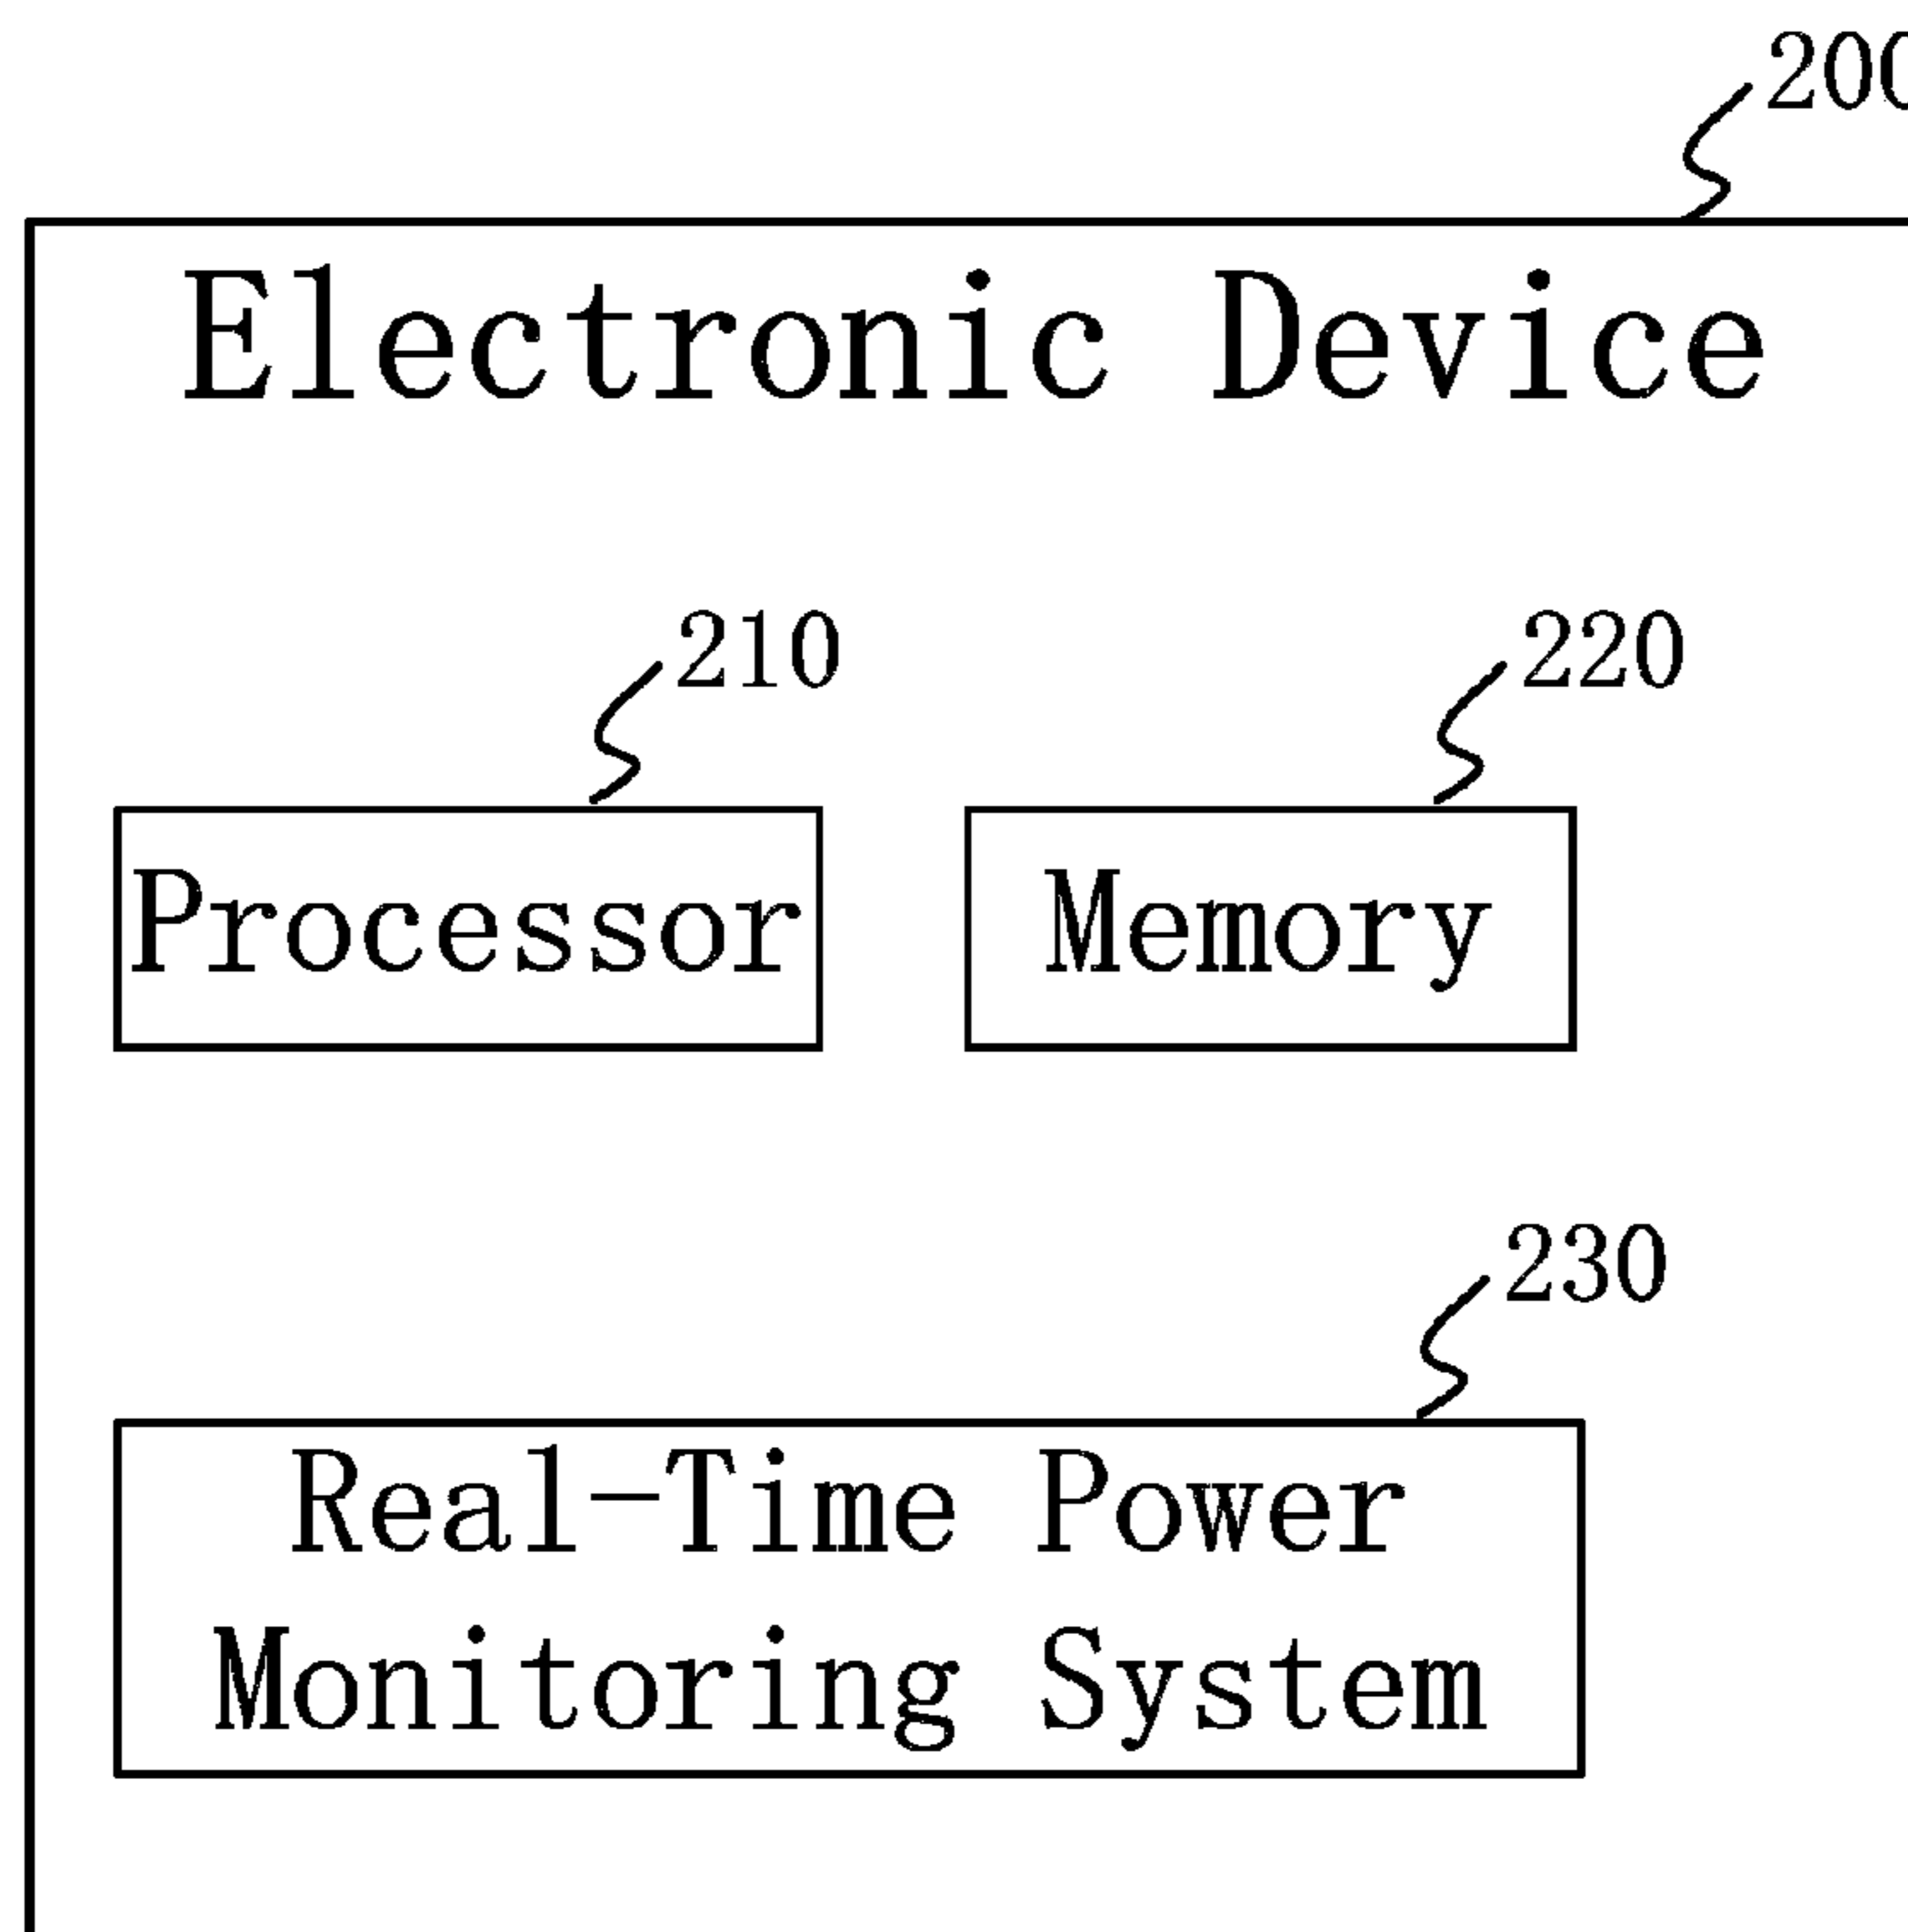 200
Electronic Device
210
220
Processor
Memory
230
Real-Time Power
Monitoring System